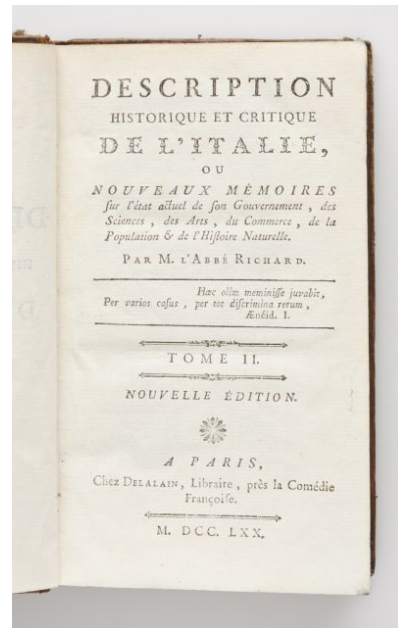 DESCRIPTION
HISTORIQUE ET CRITIQUE
DE L'ITALIE,
OU
NOUVEAUX MÉMOIRES
ſur l'état actuel de ſon Gouvernement, des
Sciences, des Arts, du Commerce, de la
Population & de l'Hiſtoire Naturelle.
PAR M. L'ABBÉ RICHARD.
Hæc olim meminiſſe juvabit,
Per varios caſus, per tot diſcrimina rerum,
Æneid. I.
TOME II.
NOUVELLE ÉDITION.
A PARIS,
Chez DELALAIN, Libraire, près la Comédie
Françoiſe.
M. DCC. LXX.